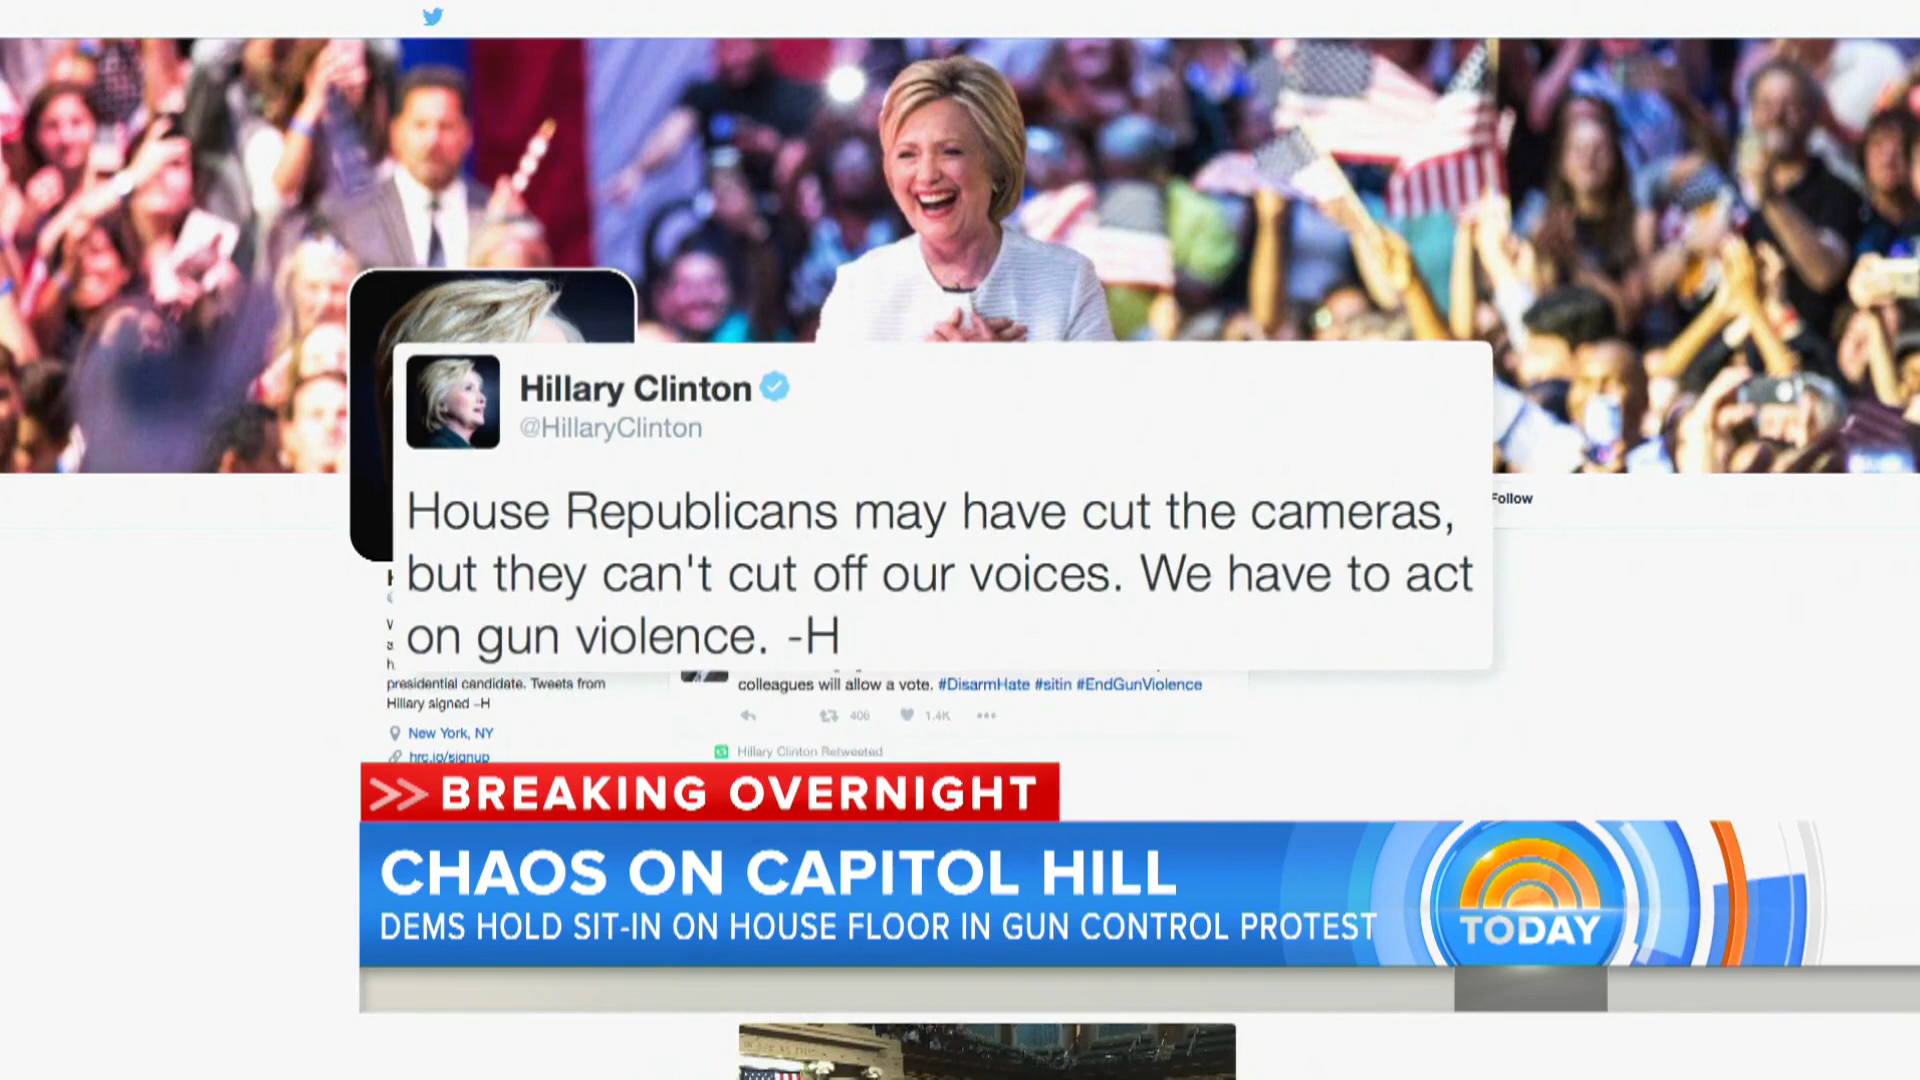 Hillary Clinton
@HillaryClinton
House Republicans may have cut the cameras,
but they can't cut off our voices. We have to act
on gun violence. -H
Follow
presidential candidate. Tweets from
Hillary signed –H
New York, NY
hrc.io/signup
colleagues will allow a vote. #DisarmHate #sitin #EndGunViolence
406 1.4K
Hillary Clinton Retweeted
BREAKING OVERNIGHT
CHAOS ON CAPITOL HILL
DEMS HOLD SIT-IN ON HOUSE FLOOR IN GUN CONTROL PROTEST
TODAY